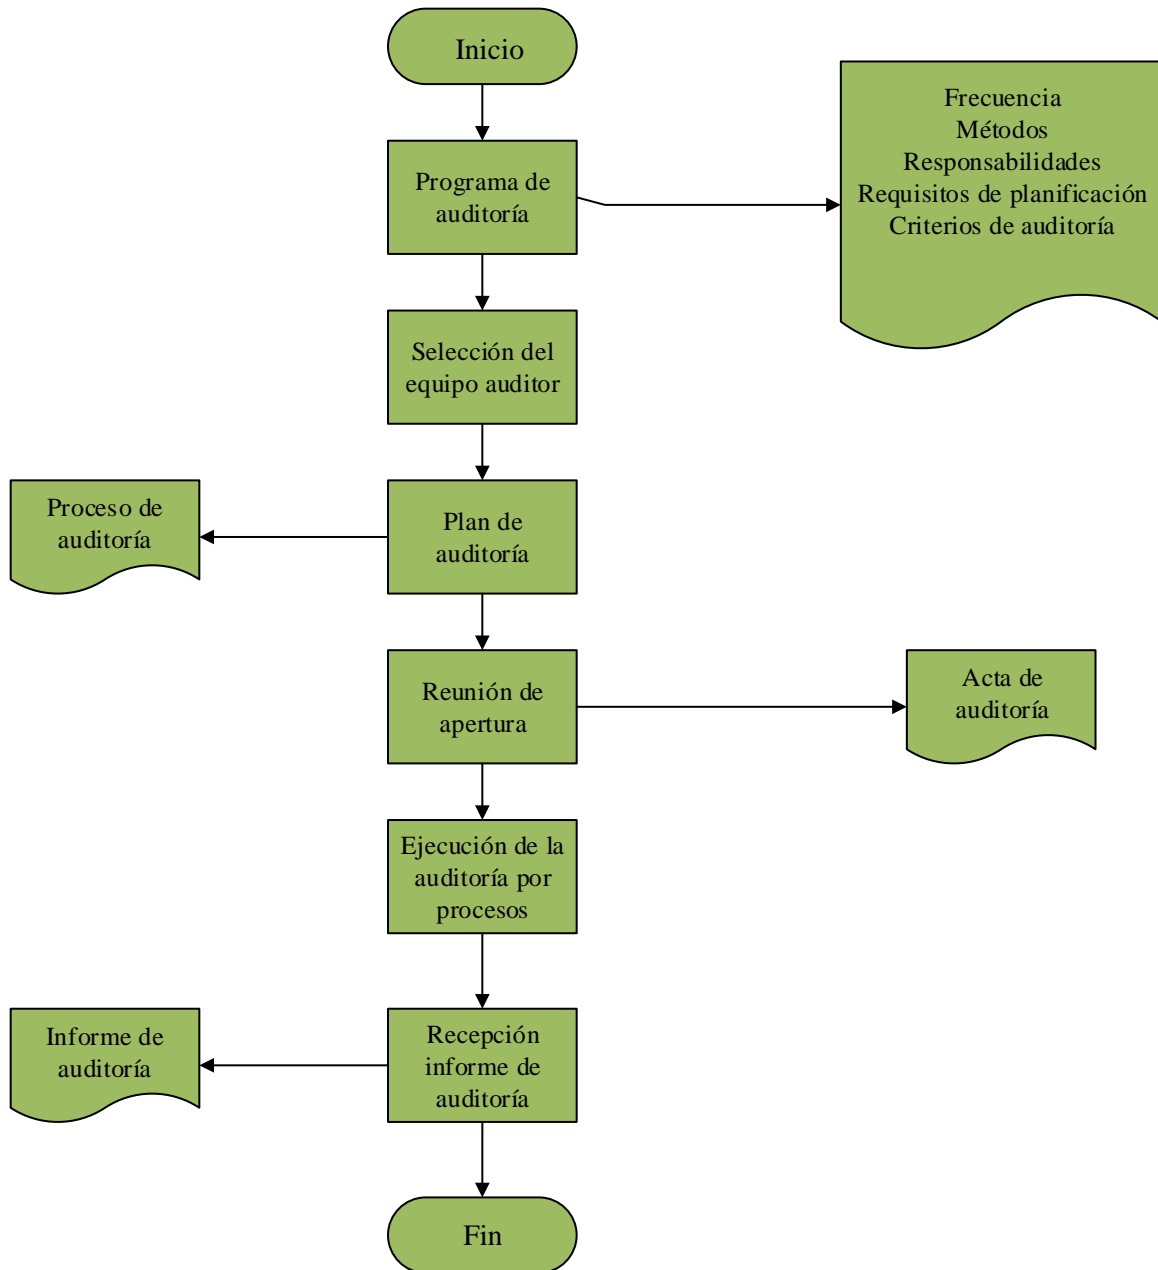 Inicio
Frecuencia
Métodos
Responsabilidades
Requisitos de planificación
Criterios de auditoría
Programa de
auditoría
Selección del
equipo auditor
Proceso de
auditoría
Plan de
auditoría
Reunión de
apertura
Acta de
auditoría
Ejecución de la
auditoría por
procesos
Informe de
auditoría
Recepción
informe de
auditoría
Fin